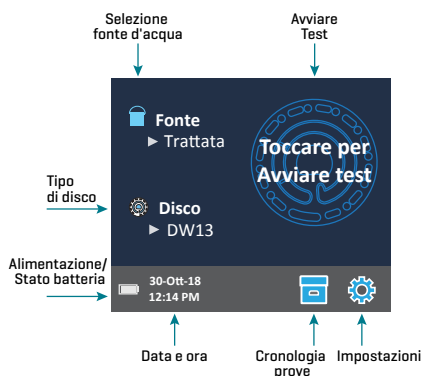 Selezione
fonte d'acqua
Avviare
Test
Fonte
▶ Trattata
Toccare per
Avviare test
Tipo
di disco
Disco
▶ DW13
Alimentazione/
Stato batteria
30-Ott-18
12:14 PM
Data e ora
Cronologia
prove
Impostazioni